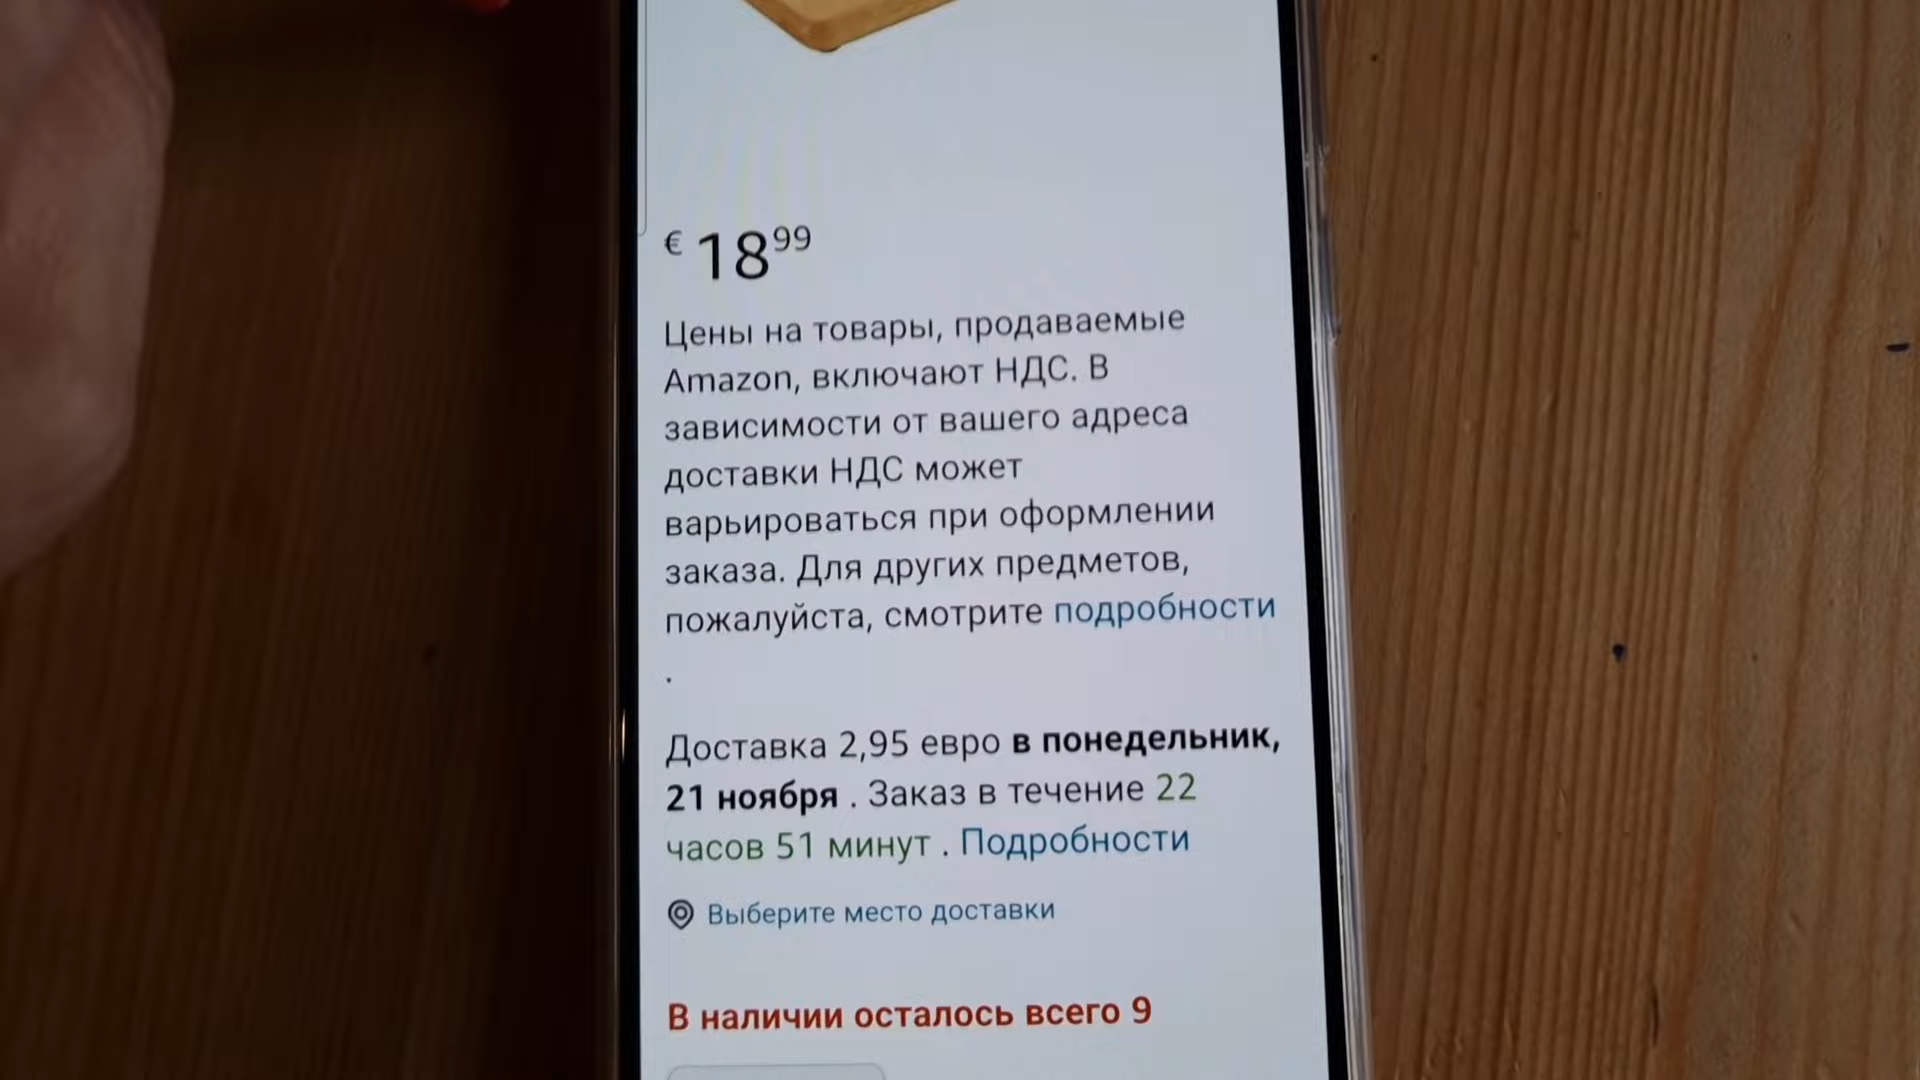 € 18 99
Цены на товары, продаваемые
Amazon, включают НДС. В
зависимости от вашего адреса
доставки НДС может
варьироваться при оформлении
заказа. Для других предметов,
пожалуйста, смотрите подробности
.
Доставка 2,95 евро в понедельник,
21 ноября . Заказ в течение 22
часов 51 минут . Подробности
Выберите место доставки
В наличии осталось всего 9